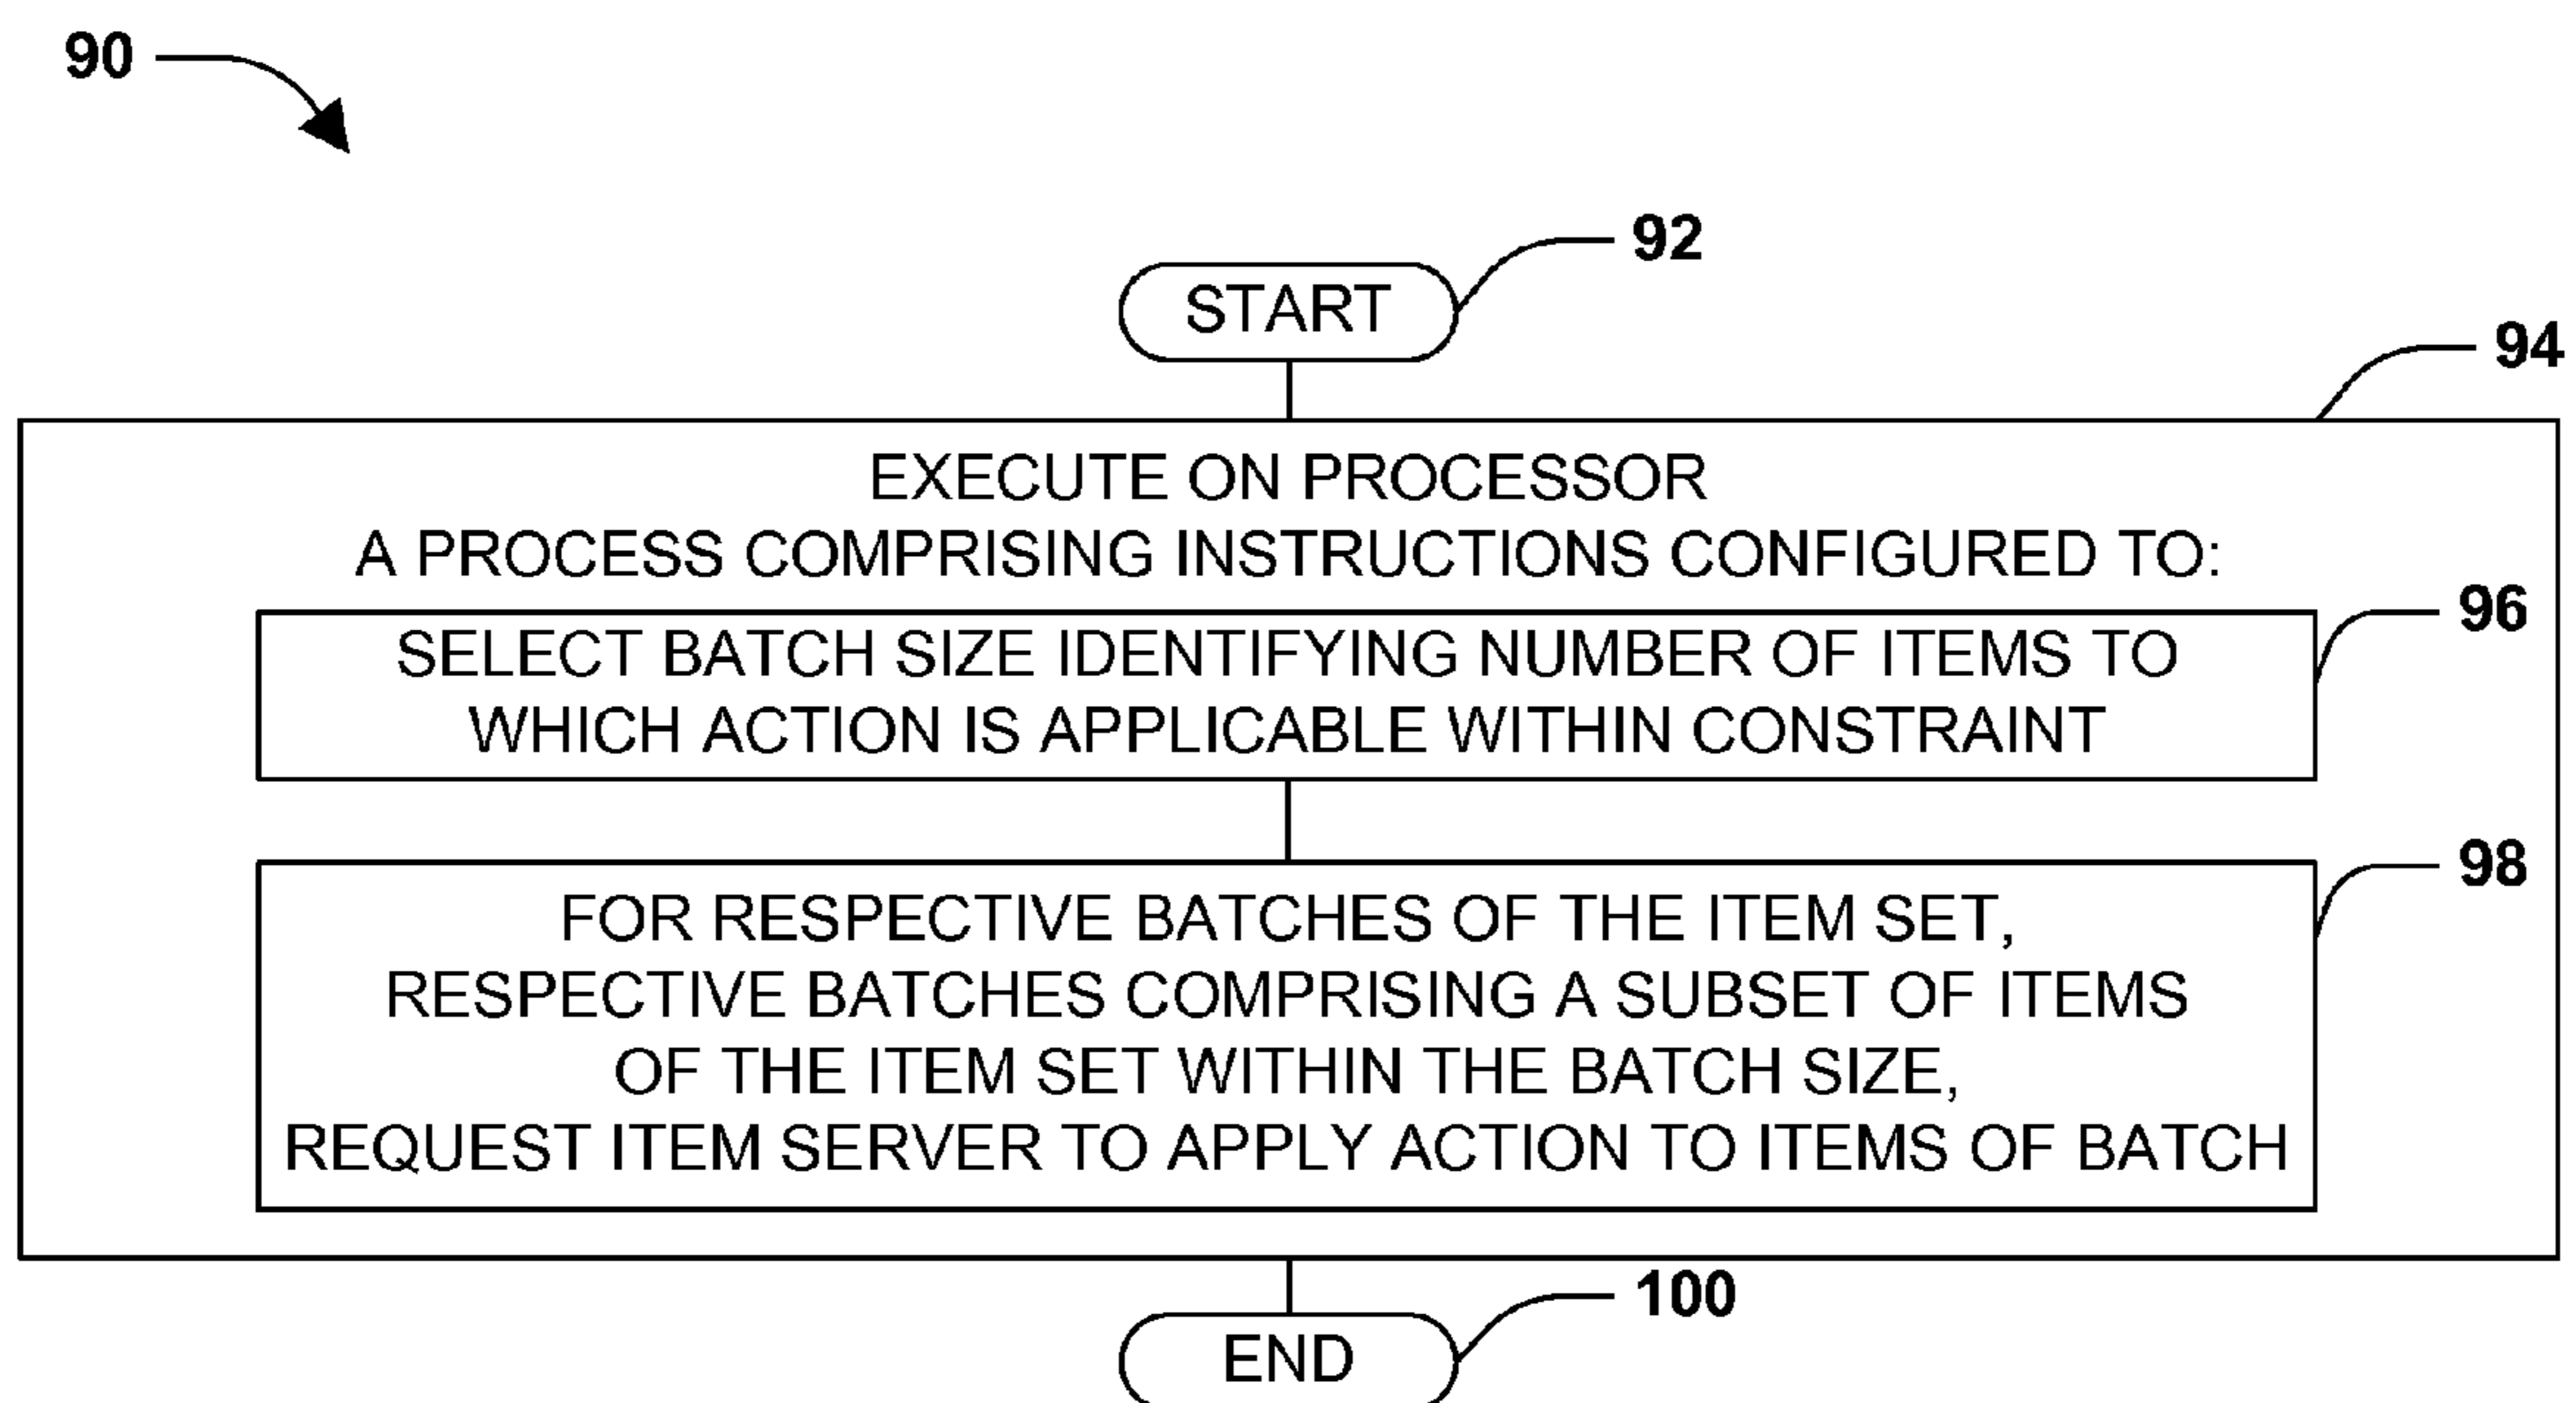 90
92
START
94
EXECUTE ON PROCESSOR
A PROCESS COMPRISING INSTRUCTIONS CONFIGURED TO:
96
SELECT BATCH SIZE IDENTIFYING NUMBER OF ITEMS TO
WHICH ACTION IS APPLICABLE WITHIN CONSTRAINT
98
FOR RESPECTIVE BATCHES OF THE ITEM SET,
RESPECTIVE BATCHES COMPRISING A SUBSET OF ITEMS
OF THE ITEM SET WITHIN THE BATCH SIZE,
REQUEST ITEM SERVER TO APPLY ACTION TO ITEMS OF BATCH
100
END